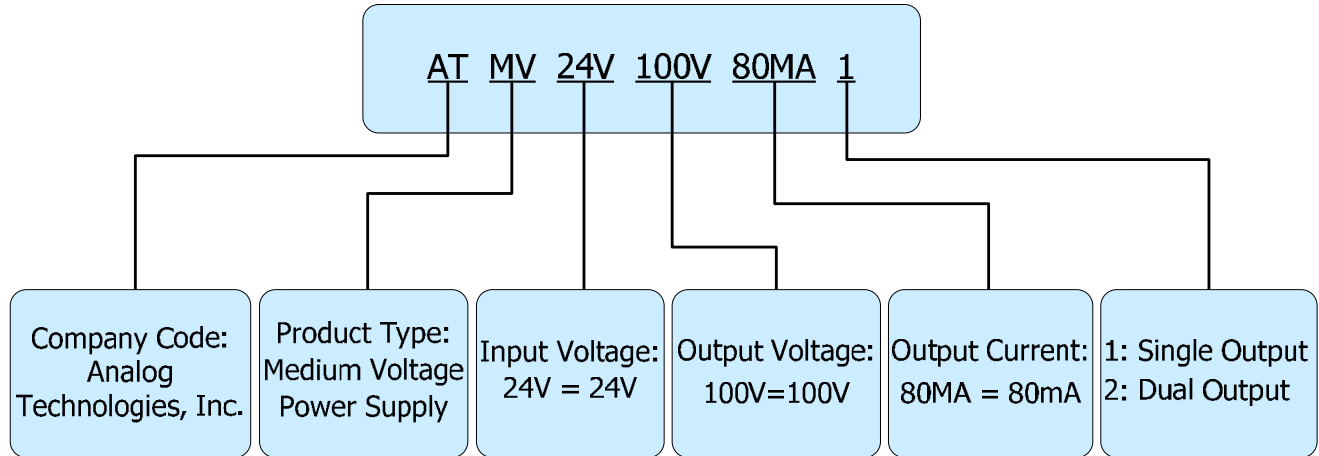 AT MV 24V 100V 80MA 1
Company Code:
Analog
Technologies, Inc.
Product Type:
Medium Voltage
Power Supply
Input Voltage:
24V = 24V
Output Voltage:
100V=100V
Output Current:
80MA = 80mA
1: Single Output
2: Dual Output